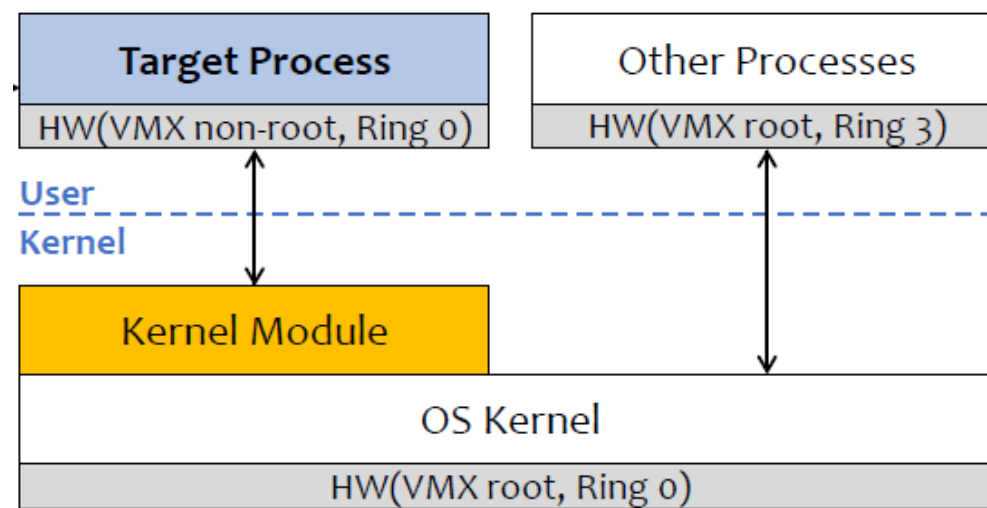 Target Process
Other Processes
HW(VMX non-root, Ring 0)
HW(VMX root, Ring 3)
User
Kernel
Kernel Module
OS Kernel
HW(VMX root, Ring 0)